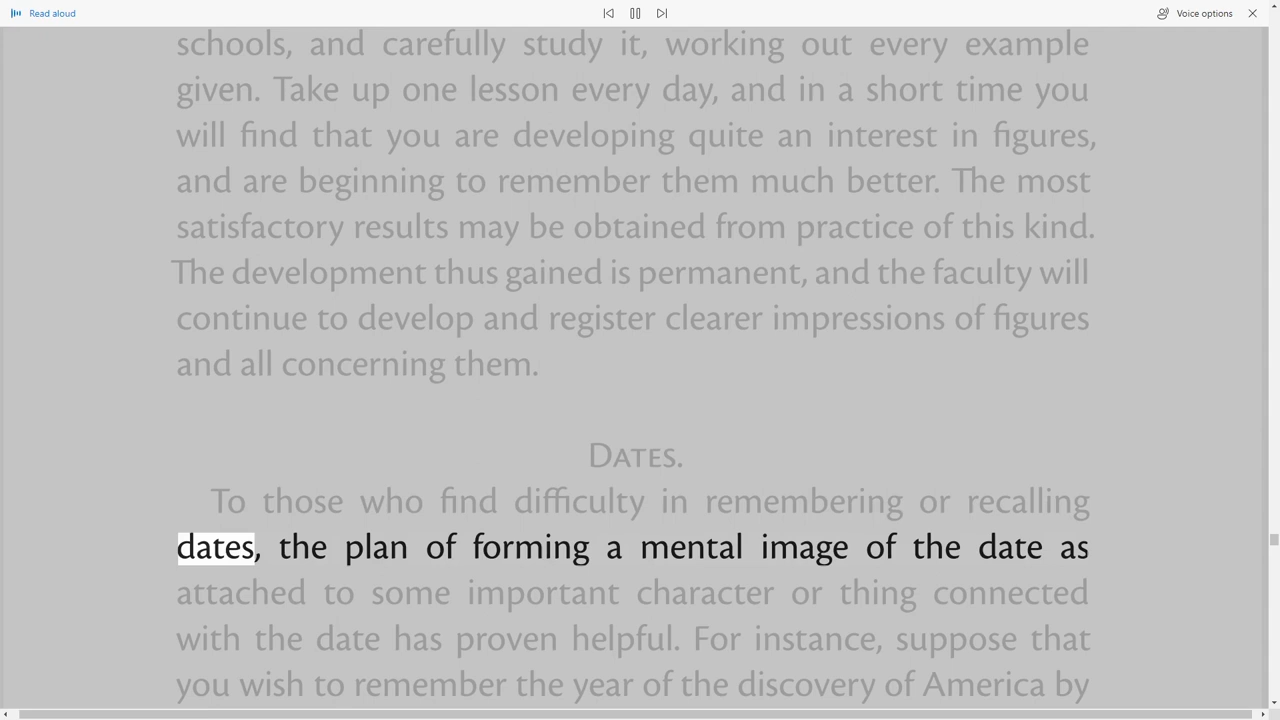 Read aloud
Voice options
schools, and carefully study it, working out every example
given. Take up one lesson every day, and in a short time you
will find that you are developing quite an interest in figures,
and are beginning to remember them much better. The most
satisfactory results may be obtained from practice of this kind.
The development thus gained is permanent, and the faculty will
continue to develop and register clearer impressions of figures
and all concerning them.
Dates.
To those who find difficulty in remembering or recalling
dates, the plan of forming a mental image of the date as
attached to some important character or thing connected
with the date has proven helpful. For instance, suppose that
you wish to remember the year of the discovery of America by